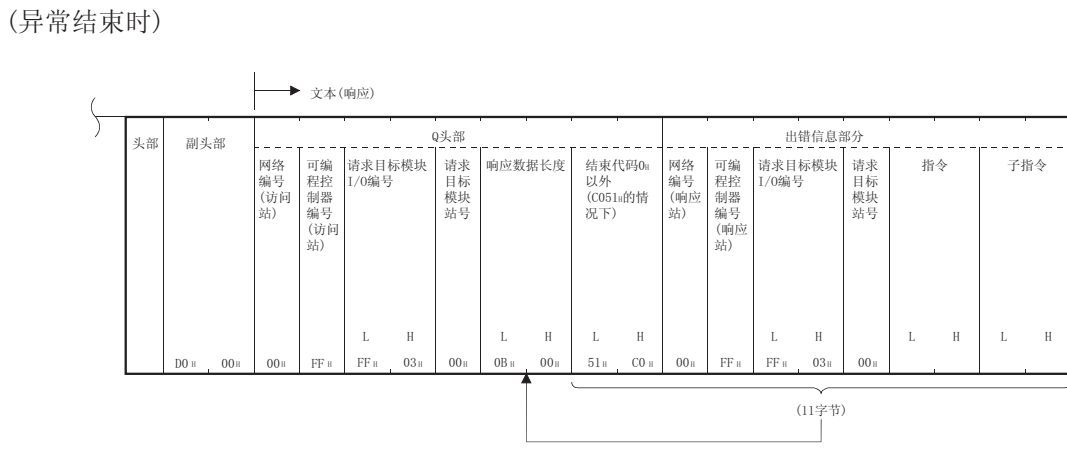 (异常结束时)
文本(响应)
头部
副头部
Q头部
出错信息部分
网络
编号
(访问
站)
可编
程控
制器
编号
(访问
站)
请求目标模块
I/O编号
请求
目标
模块
站号
响应数据长度
结束代码0H
以外
(C051H的情
况下)
网络
编号
(响应
站)
可编
程控
制器
编号
(响应
站)
请求目标模块
I/O编号
请求
目标
模块
站号
指令
子指令
L H L H L H L H L H L H
D0H 00H 00H FFH FFH 03H 00H 0BH 00H 51H C0H 00H FFH FFH 03H 00H
(11字节)